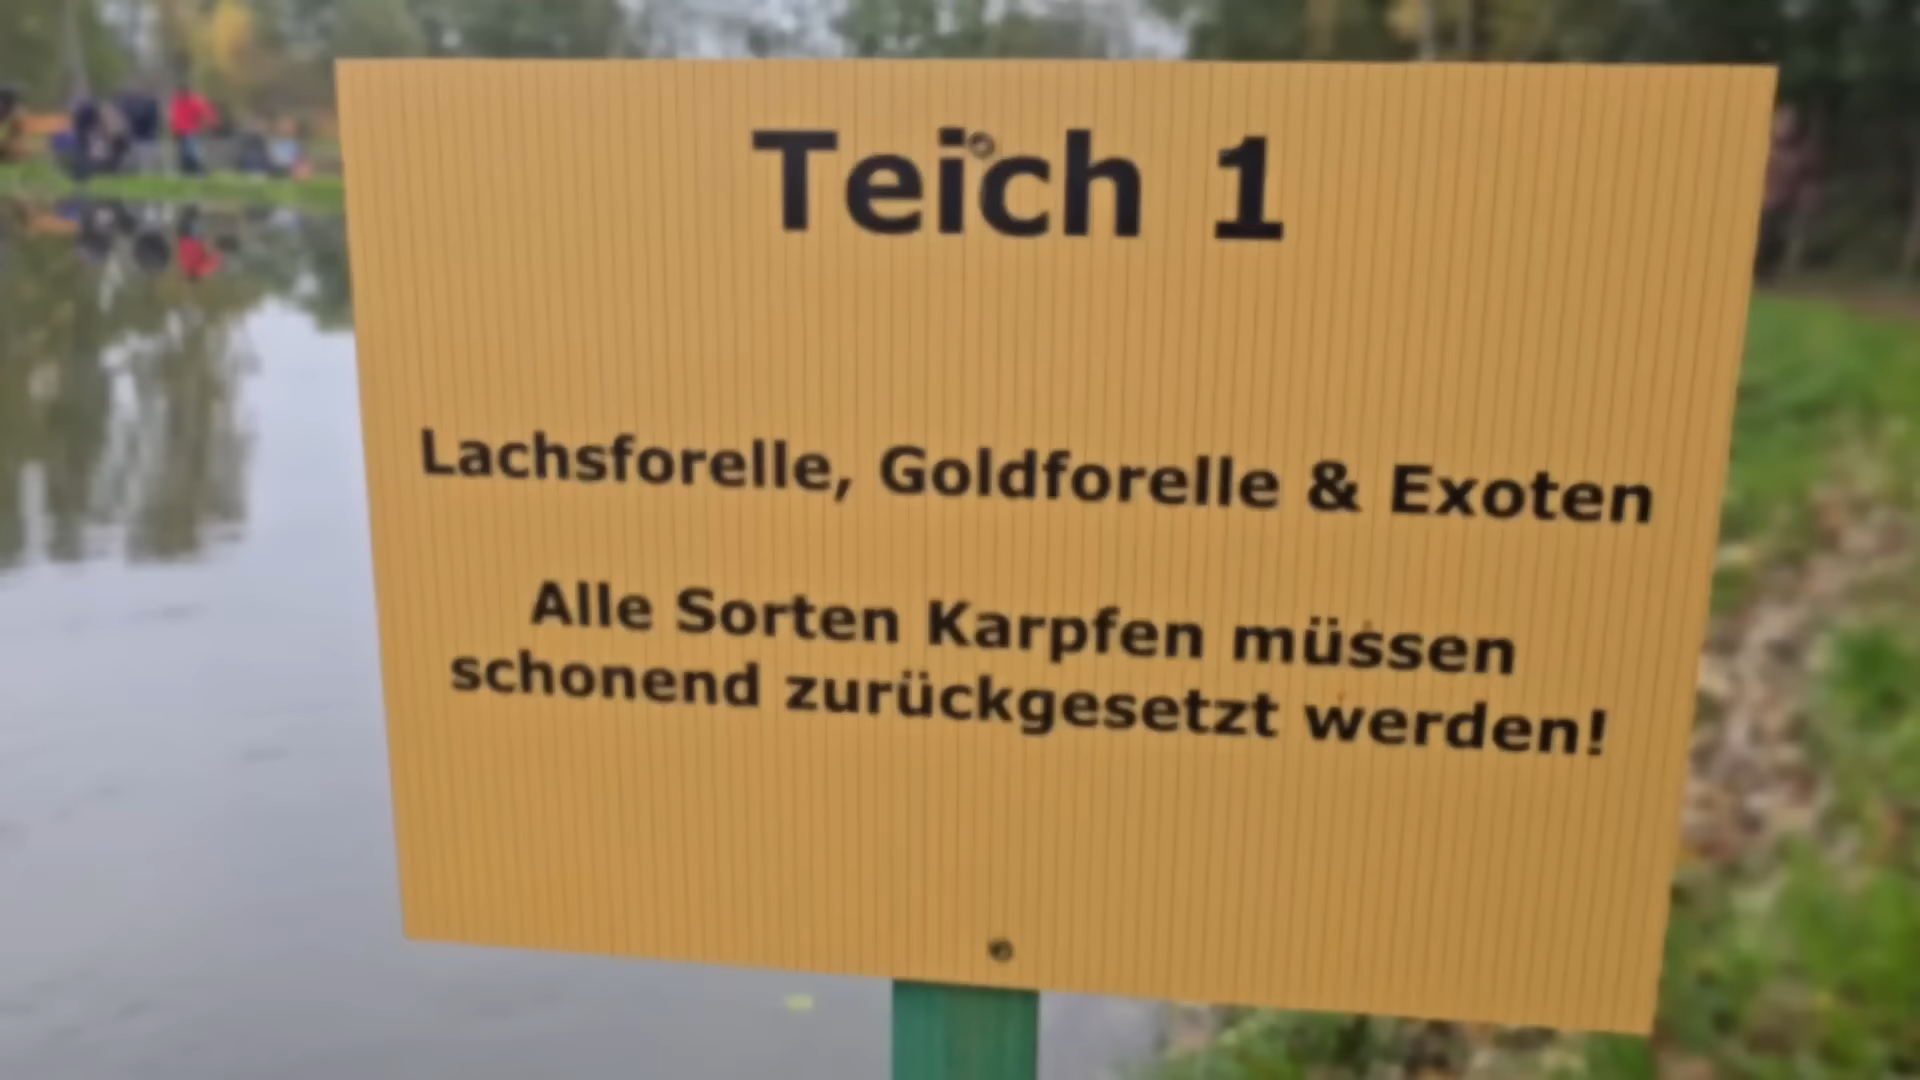 Teich 1
Lachsforelle, Goldforelle & Exoten
Alle Sorten Karpfen müssen
schonend zurückgesetzt werden!